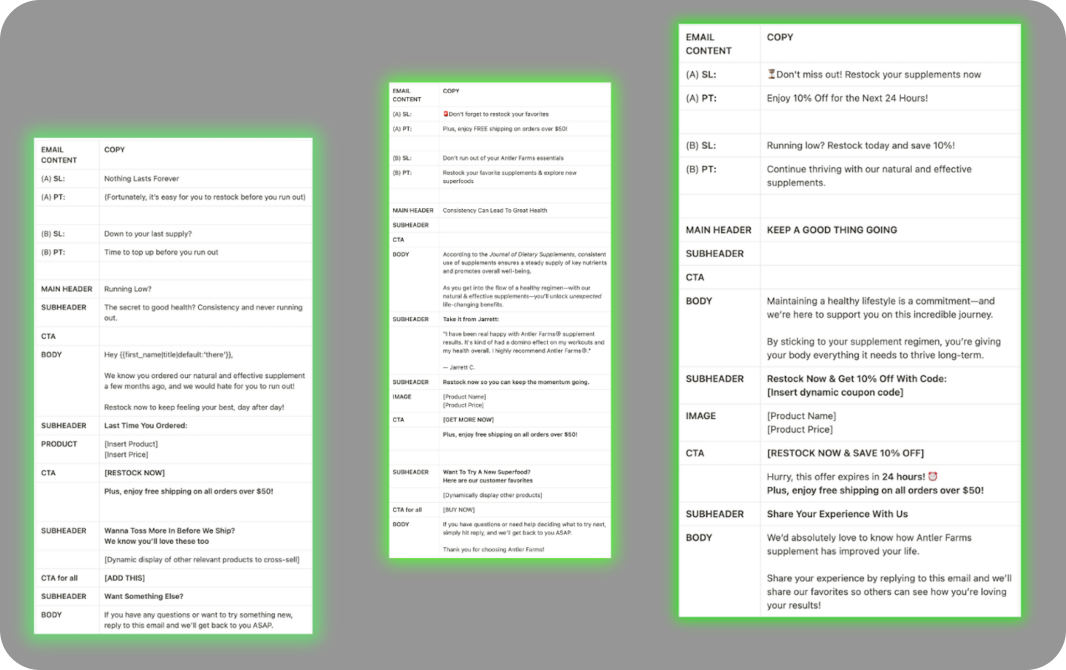 EMAIL CONTENT COPY
(A) SL: Nothing Lasts Forever
(A) PT: (Fortunately, it's easy for you to restock before you run out)
(B) SL: Down to your last supply?
(B) PT: Time to top up before you run out
MAIN HEADER Running Low?
SUBHEADER The secret to good health? Consistency and never running
out.
CTA
BODY Hey {{first_name|title|default:'there'}},
We know you ordered our natural and effective supplement
a few months ago, and we would hate for you to run out!
Restock now to keep feeling your best, day after day!
SUBHEADER Last Time You Ordered:
PRODUCT [Insert Product]
[Insert Price]
CTA [RESTOCK NOW]
Plus, enjoy free shipping on all orders over $50!
SUBHEADER Wanna Toss More In Before We Ship?
We know you'll love these too
[Dynamic display of other relevant products to cross-sell]
CTA for all [ADD THIS]
SUBHEADER Want Something Else?
BODY If you have any questions or want to try something new,
reply to this email and we'll get back to you ASAP.
EMAIL CONTENT COPY
(A) SL: 🚨Don't forget to restock your favorites
(A) PT: Plus, enjoy FREE shipping on orders over $50!
(B) SL: Don't run out of your Antler Farms essentials
(B) PT: Restock your favorite supplements & explore new
superfoods
MAIN HEADER Consistency Can Lead To Great Health
SUBHEADER
CTA
BODY According to the Journal of Dietary Supplements, consistent
use of supplements ensures a steady supply of key nutrients
and promotes overall well-being.
As you get into the flow of a healthy regimen—with our
natural & effective supplements—you'll unlock unexpected
life-changing benefits.
SUBHEADER Take it from Jarrett:
"I have been real happy with Antler Farms® supplement
results. It's kind of had a domino effect on my workouts and
my health overall. I highly recommend Antler Farms®."
— Jarrett C.
SUBHEADER Restock now so you can keep the momentum going.
IMAGE [Product Name]
[Product Price]
CTA [GET MORE NOW]
Plus, enjoy free shipping on all orders over $50!
SUBHEADER Want To Try A New Superfood?
Here are our customer favorites
[Dynamically display other products]
CTA for all [BUY NOW]
BODY If you have questions or need help deciding what to try next,
simply hit reply, and we'll get back to you ASAP.
Thank you for choosing Antler Farms!
EMAIL CONTENT COPY
(A) SL: ⏳Don't miss out! Restock your supplements now
(A) PT: Enjoy 10% Off for the Next 24 Hours!
(B) SL: Running low? Restock today and save 10%!
(B) PT: Continue thriving with our natural and effective
supplements.
MAIN HEADER KEEP A GOOD THING GOING
SUBHEADER
CTA
BODY Maintaining a healthy lifestyle is a commitment—and
we're here to support you on this incredible journey.
By sticking to your supplement regimen, you're giving
your body everything it needs to thrive long-term.
SUBHEADER Restock Now & Get 10% Off With Code:
[Insert dynamic coupon code]
IMAGE [Product Name]
[Product Price]
CTA [RESTOCK NOW & SAVE 10% OFF]
Hurry, this offer expires in 24 hours! ⏰
Plus, enjoy free shipping on all orders over $50!
SUBHEADER Share Your Experience With Us
BODY We'd absolutely love to know how Antler Farms
supplement has improved your life.
Share your experience by replying to this email and we'll
share our favorites so others can see how you're loving
your results!